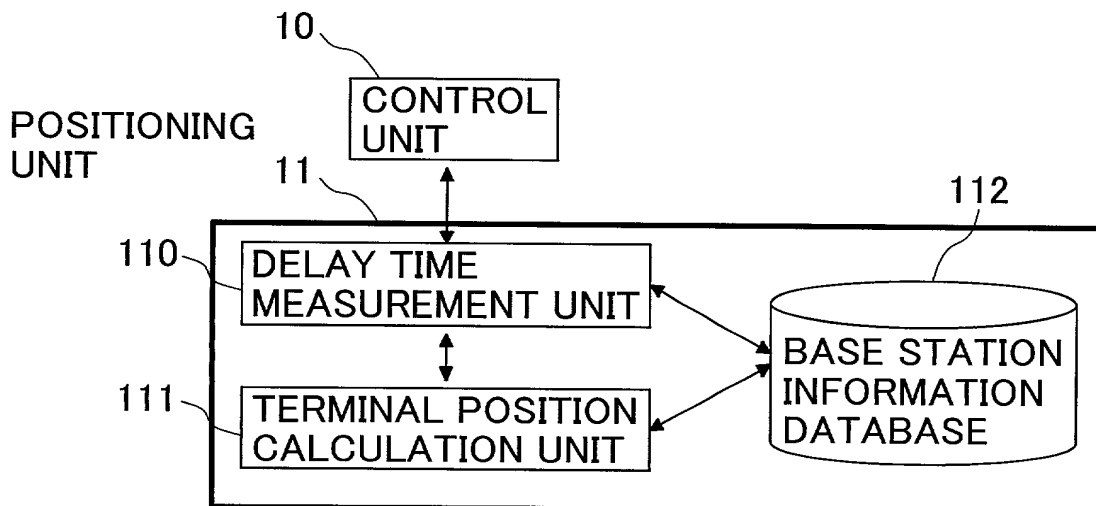 10
CONTROL
UNIT
POSITIONING
UNIT
11
112
110
DELAY TIME
MEASUREMENT UNIT
BASE STATION
INFORMATION
DATABASE
111
TERMINAL POSITION
CALCULATION UNIT